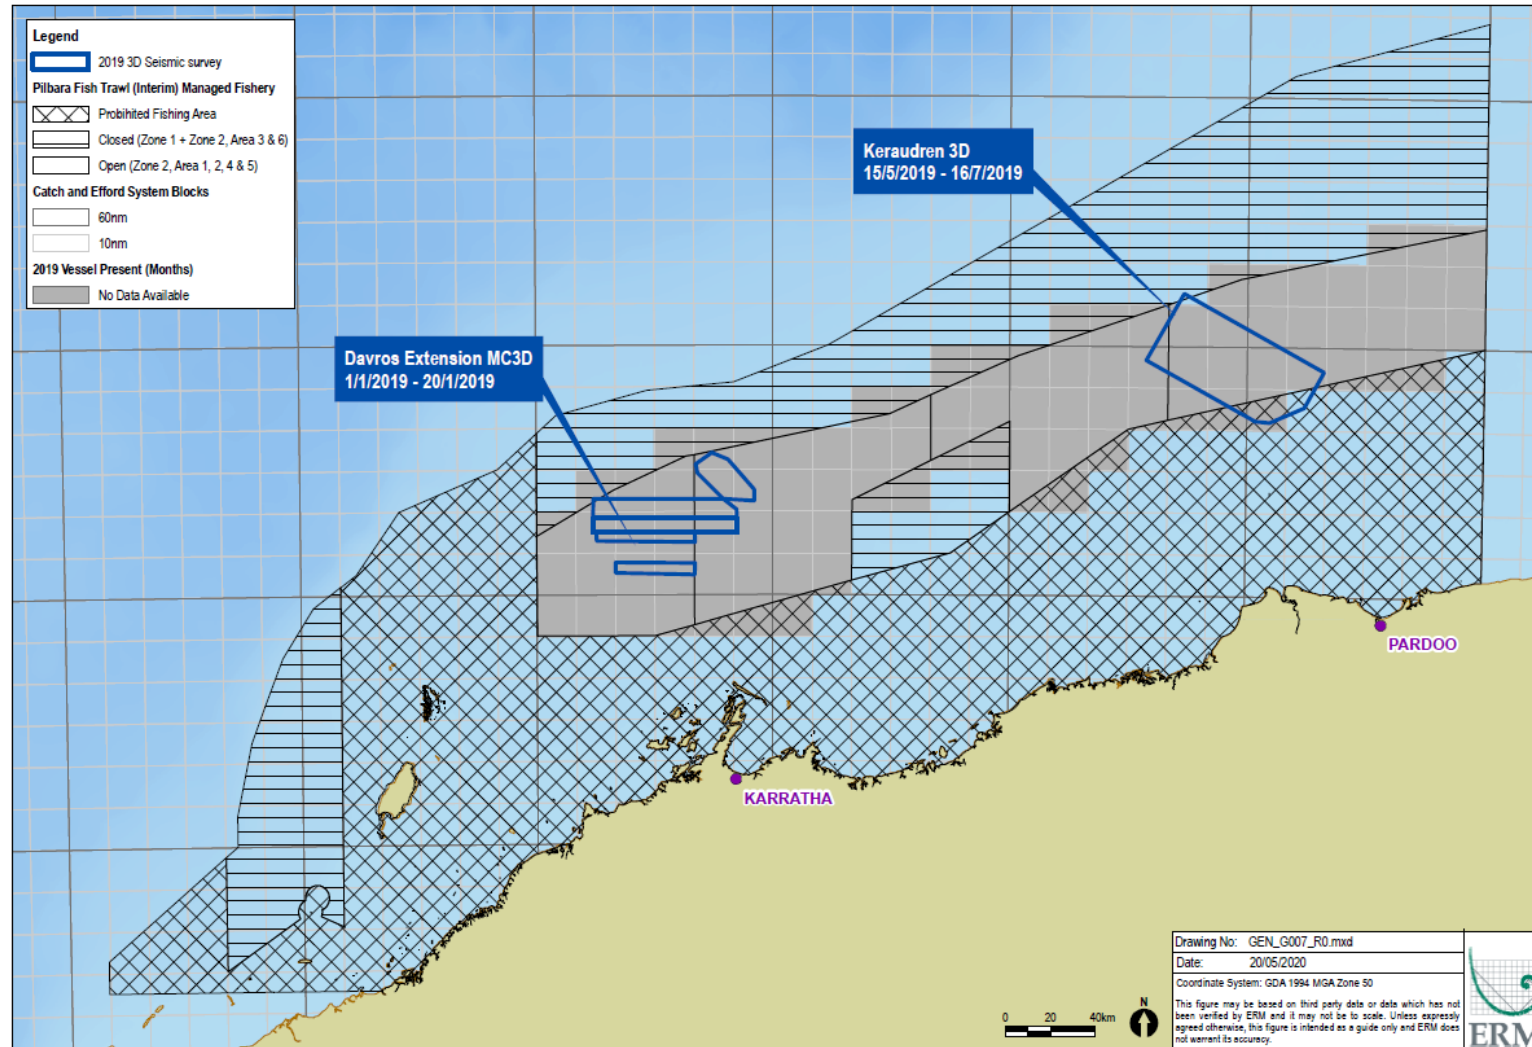 Legend
2019 3D Seismic survey
Pilbara Fish Trawl (Interim) Managed Fishery
Probihited Fishing Area
Closed (Zone 1 + Zone 2, Area 3 & 6)
Open (Zone 2, Area 1, 2, 4 & 5)
Catch and Efford System Blocks
60nm
10nm
2019 Vessel Present (Months)
No Data Available
Keraudren 3D
15/5/2019 - 16/7/2019
Davros Extension MC3D
1/1/2019 - 20/1/2019
PARDOO
KARRATHA
Drawing No: GEN_G007_R0.mxd
Date: 20/05/2020
Coordinate System: GDA 1994 MGA Zone 50
This figure may be based on third party data or data which has not
been verified by ERM and it may not be to scale. Unless expressly
agreed otherwise, this figure is intended as a guide only and ERM does
not warrant its accuracy.
N
0 20 40km
ERM